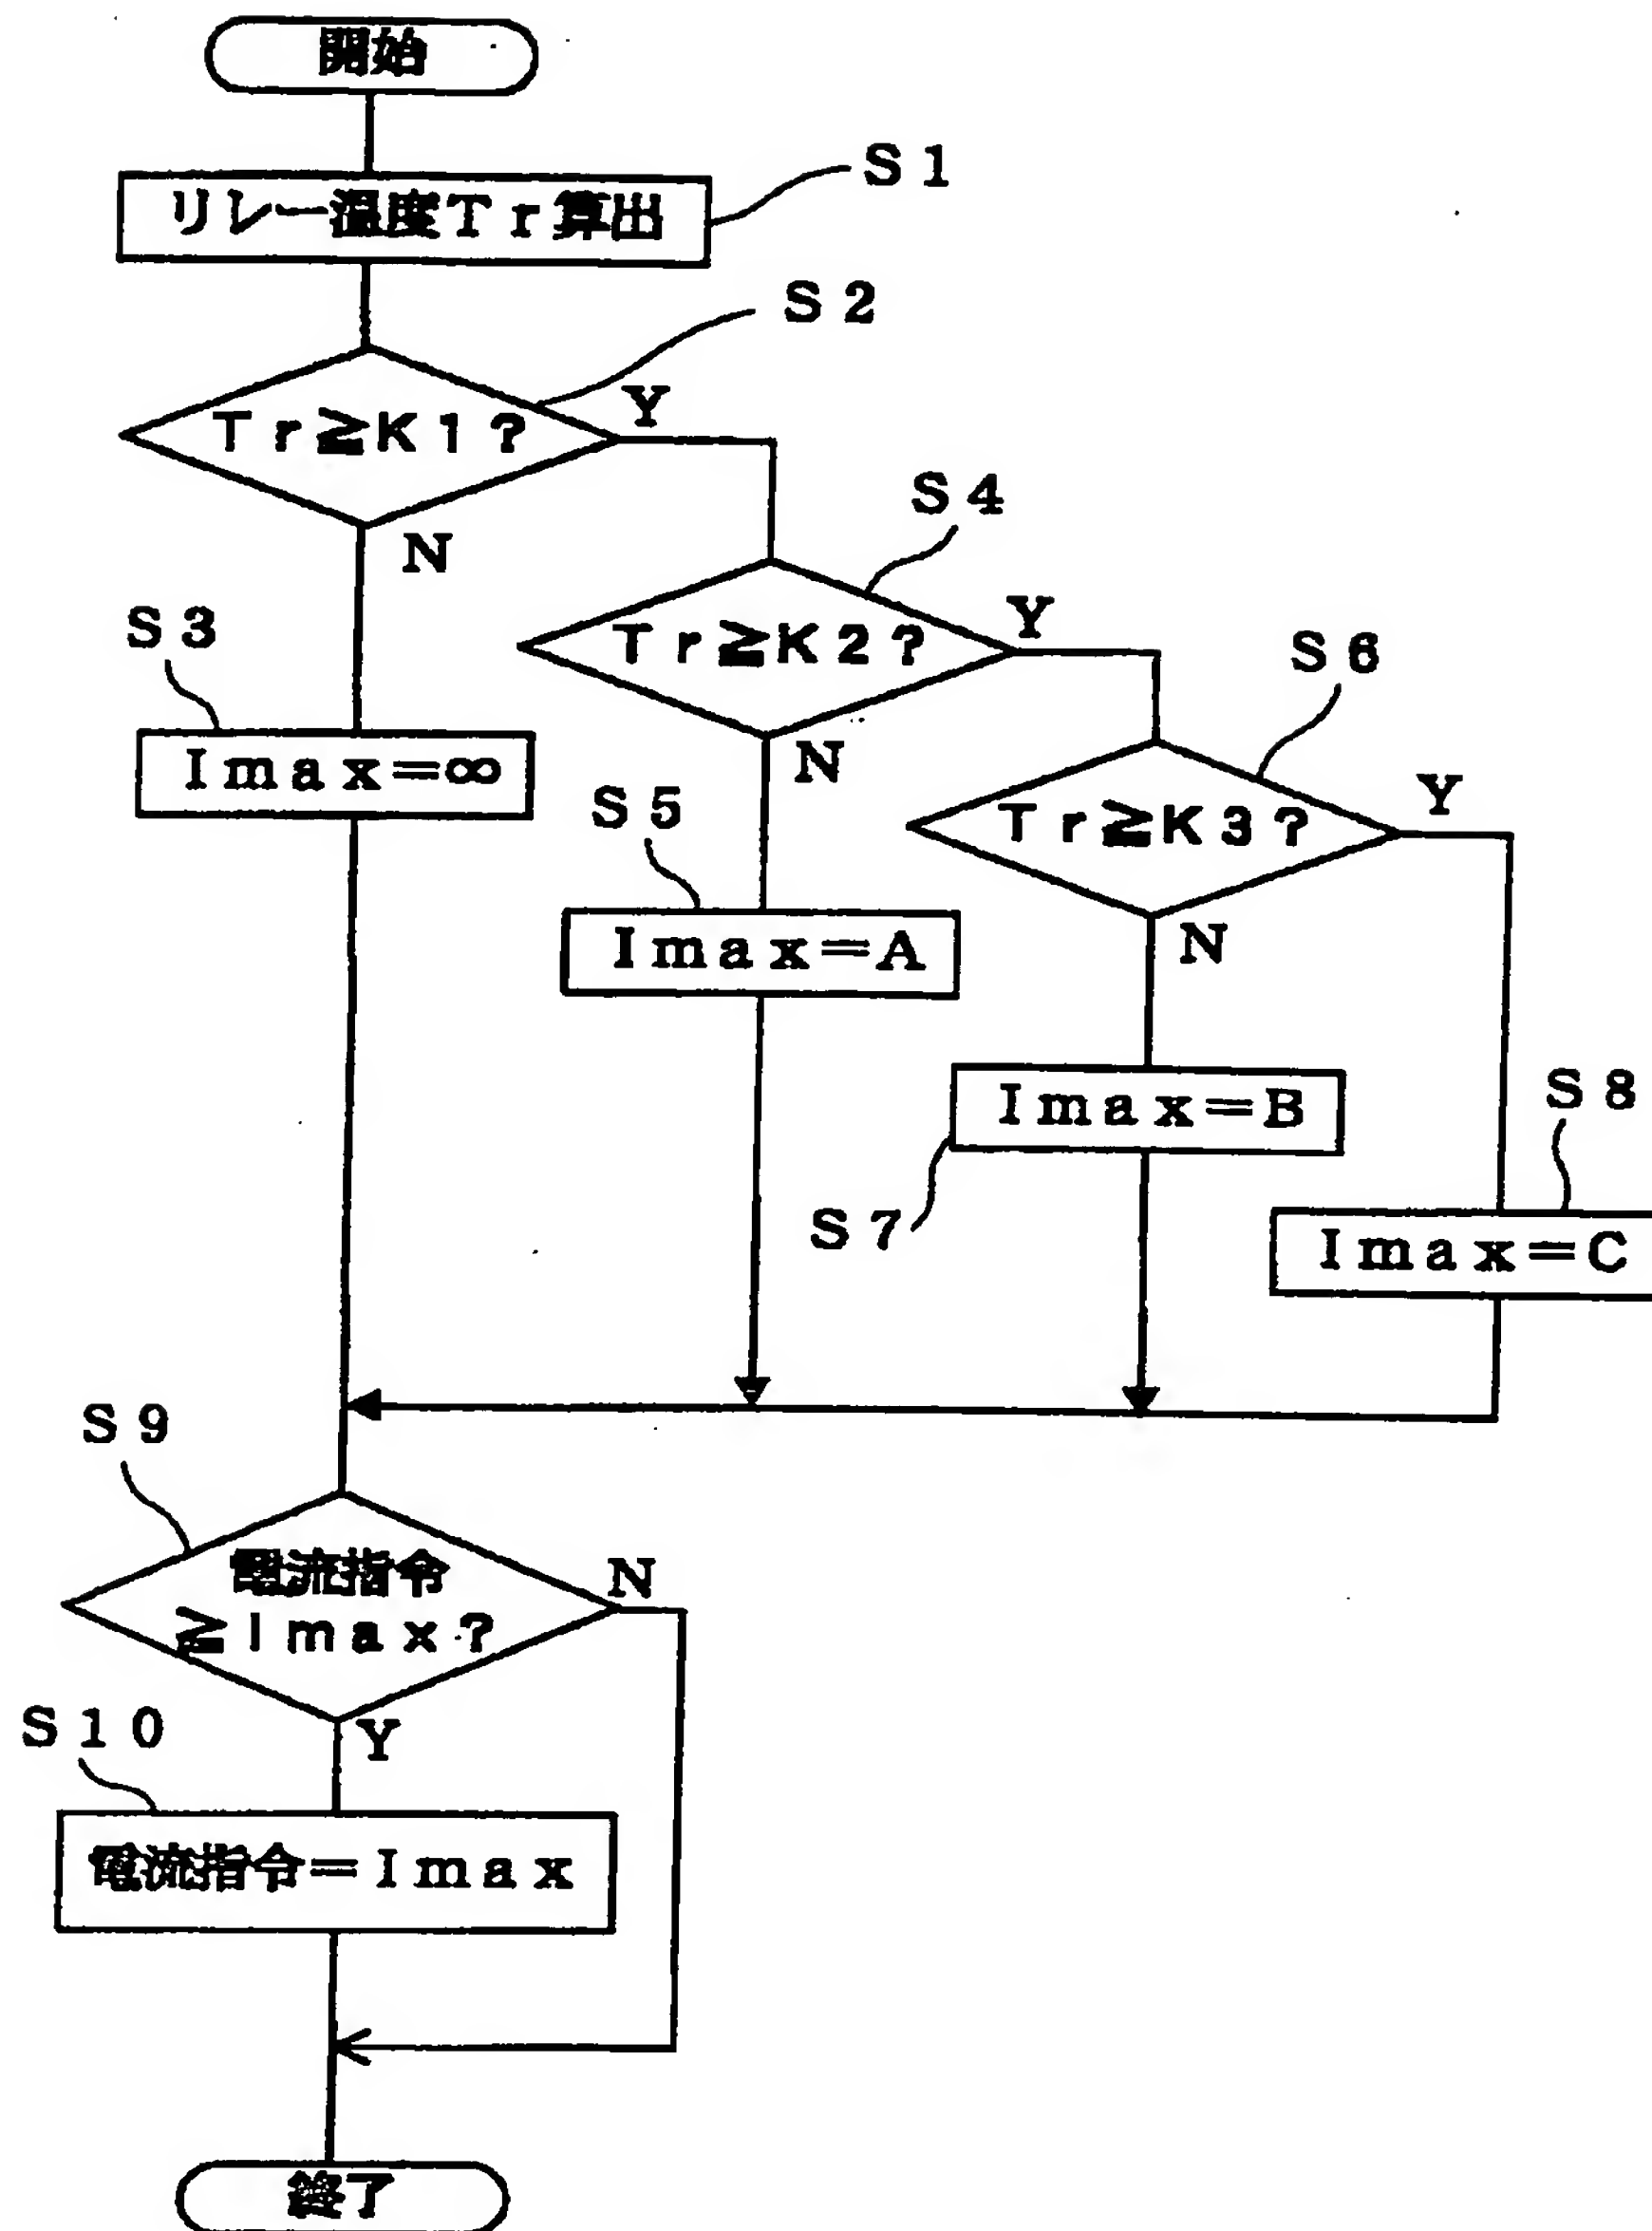 開始
リレー温度Ｔｒ算出
Ｓ１
Ｓ２
Ｔｒ≧Ｋ１？
Ｙ
Ｎ
Ｓ４
Ｓ３
Ｔｒ≧Ｋ２？
Ｙ
Ｎ
Ｓ６
Ｉｍａｘ＝∞
Ｓ５
Ｔｒ≧Ｋ３？
Ｙ
Ｎ
Ｉｍａｘ＝Ａ
Ｉｍａｘ＝Ｂ
Ｓ７
Ｓ８
Ｉｍａｘ＝Ｃ
Ｓ９
電流指令
≧Ｉｍａｘ？
Ｎ
Ｙ
Ｓ１０
電流指令＝Ｉｍａｘ
終了